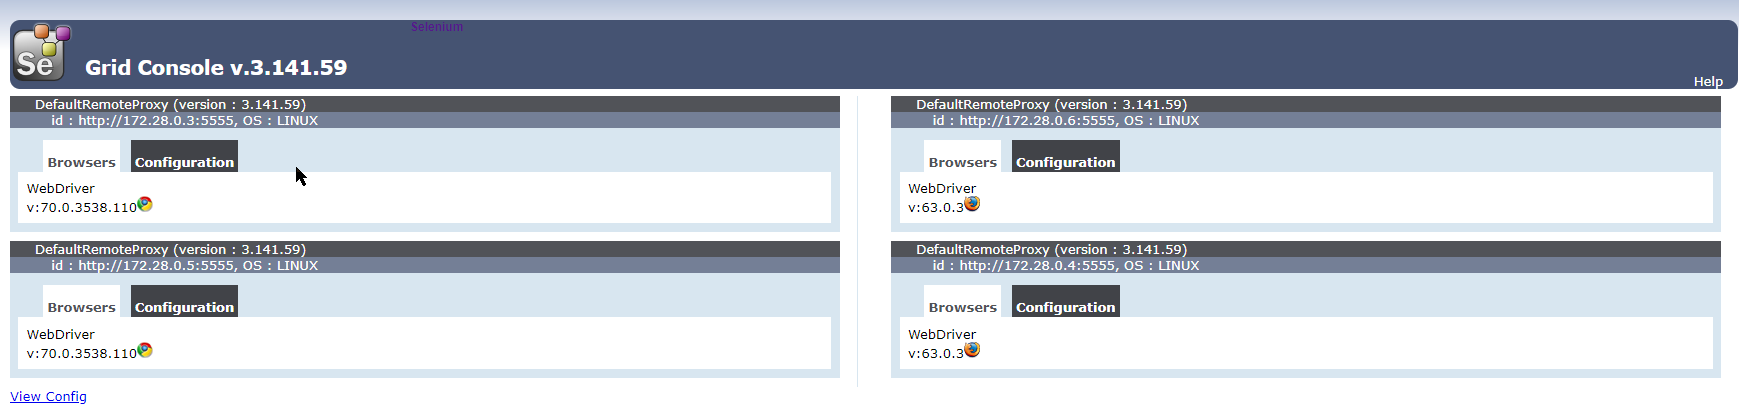 Selenium
Se
Grid Console v.3.141.59
Help
DefaultRemoteProxy (version : 3.141.59)
id : http://172.28.0.3:5555, OS : LINUX
Browsers Configuration
WebDriver
v:70.0.3538.110
DefaultRemoteProxy (version : 3.141.59)
id : http://172.28.0.5:5555, OS : LINUX
Browsers Configuration
WebDriver
v:70.0.3538.110
DefaultRemoteProxy (version : 3.141.59)
id : http://172.28.0.6:5555, OS : LINUX
Browsers Configuration
WebDriver
v:63.0.3
DefaultRemoteProxy (version : 3.141.59)
id : http://172.28.0.4:5555, OS : LINUX
Browsers Configuration
WebDriver
v:63.0.3
View Config